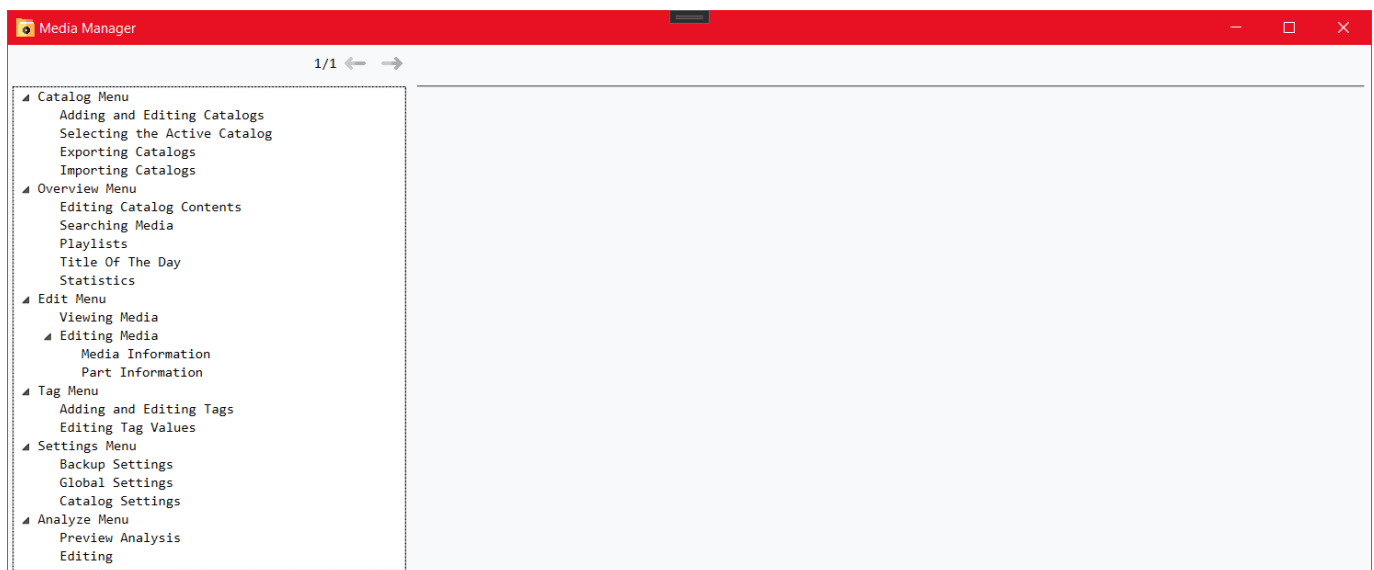 Media Manager
1/1
Catalog Menu
Adding and Editing Catalogs
Selecting the Active Catalog
Exporting Catalogs
Importing Catalogs
Overview Menu
Editing Catalog Contents
Searching Media
Playlists
Title Of The Day
Statistics
Edit Menu
Viewing Media
Editing Media
Media Information
Part Information
Tag Menu
Adding and Editing Tags
Editing Tag Values
Settings Menu
Backup Settings
Global Settings
Catalog Settings
Analyze Menu
Preview Analysis
Editing